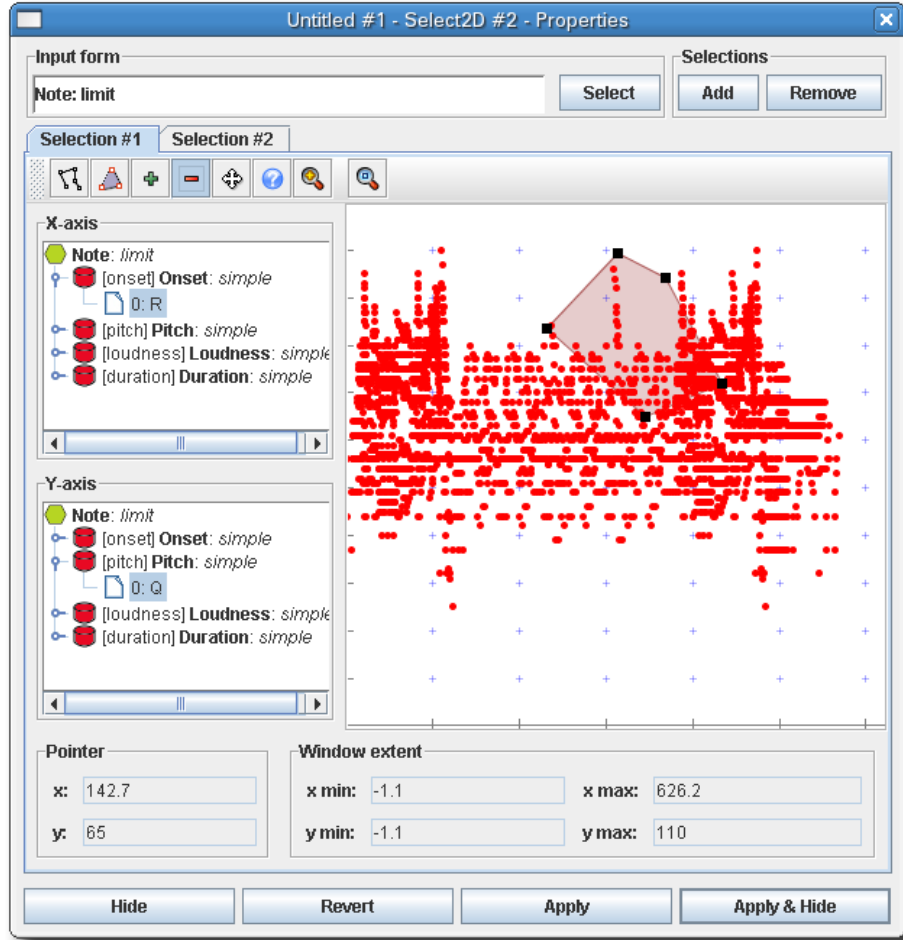 Untitled #1 - Select2D #2 - Properties
Input form
Selections
Note: limit
Select
Add
Remove
Selection #1
Selection #2
X-axis
Note: limit
[onset] Onset: simple
0: R
[pitch] Pitch: simple
[loudness] Loudness: simple
[duration] Duration: simple
Y-axis
Note: limit
[onset] Onset: simple
[pitch] Pitch: simple
0: Q
[loudness] Loudness: simple
[duration] Duration: simple
Pointer
x: 142.7
y: 65
Window extent
x min: -1.1
x max: 626.2
y min: -1.1
y max: 110
Hide
Revert
Apply
Apply & Hide